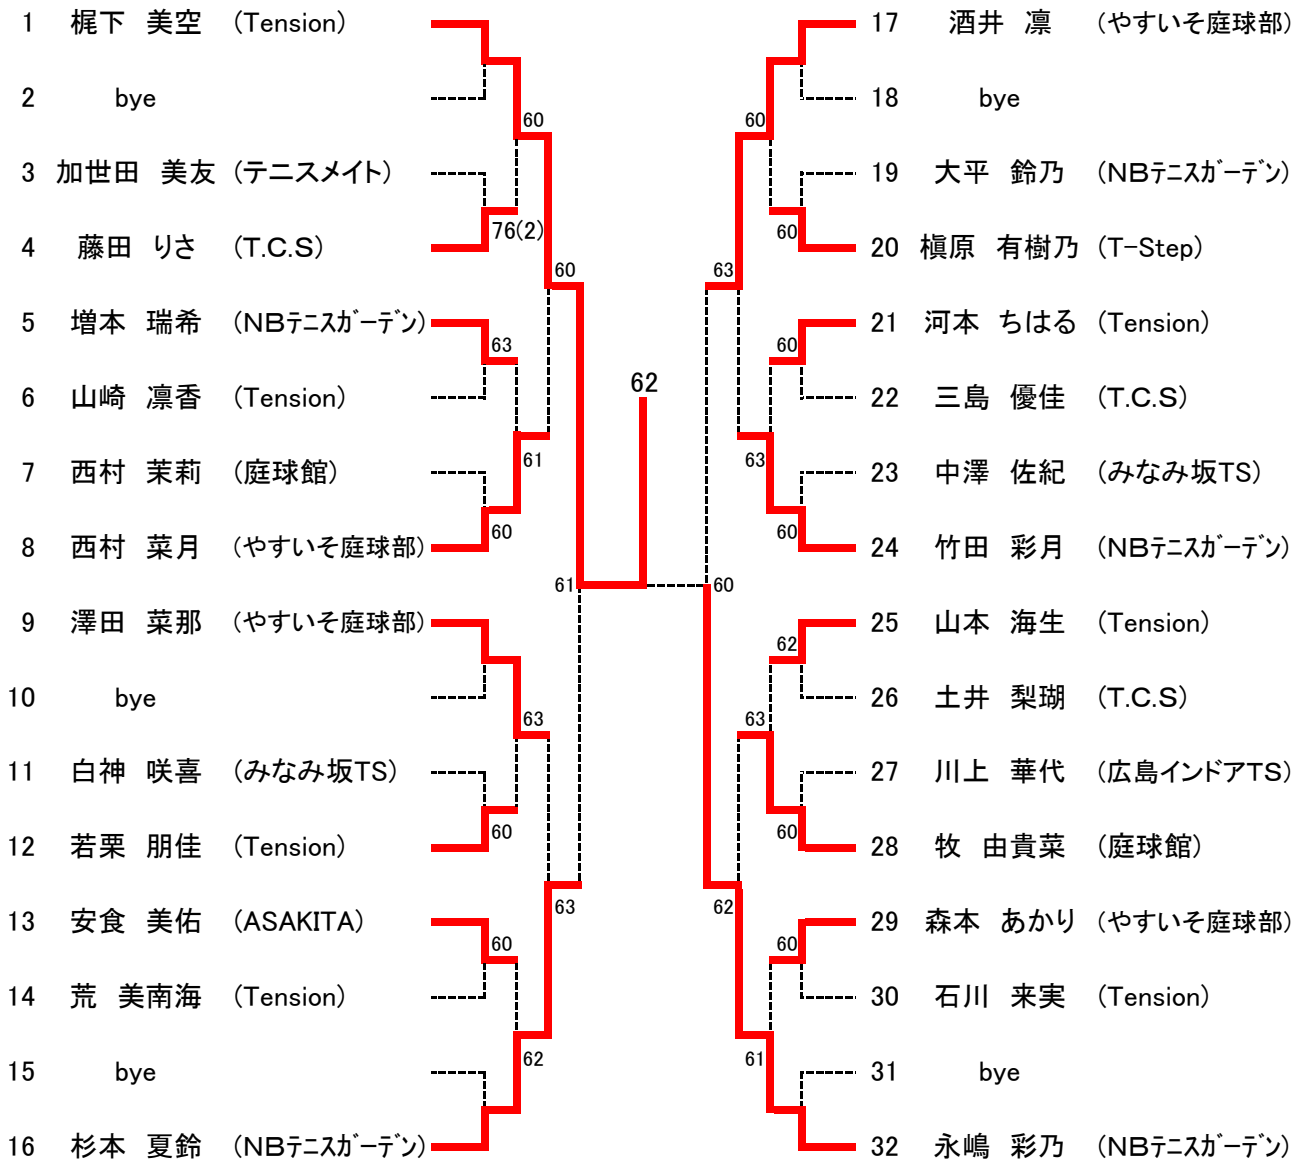 1 梶下 美空 (Tension)
60
2 bye
3 加世田 美友 (テニスメイト)
76(2)
4 藤田 りさ (T.C.S)
60
5 増本 瑞希 (NBテニスガーデン)
63
6 山崎 凛香 (Tension)
61
7 西村 茉莉 (庭球館)
60
8 西村 菜月 (やすいそ庭球部)
61
9 澤田 菜那 (やすいそ庭球部)
10 bye
63
11 白神 咲喜 (みなみ坂TS)
60
12 若栗 朋佳 (Tension)
63
13 安食 美佑 (ASAKITA)
60
14 荒 美南海 (Tension)
62
15 bye
16 杉本 夏鈴 (NBテニスガーデン)
62
17 酒井 凛 (やすいそ庭球部)
60
18 bye
19 大平 鈴乃 (NBテニスガーデン)
60
20 槇原 有樹乃 (T-Step)
63
21 河本 ちはる (Tension)
60
22 三島 優佳 (T.C.S)
63
23 中澤 佐紀 (みなみ坂TS)
60
24 竹田 彩月 (NBテニスガーデン)
60
25 山本 海生 (Tension)
62
26 土井 梨瑚 (T.C.S)
63
27 川上 華代 (広島インドアTS)
60
28 牧 由貴菜 (庭球館)
62
29 森本 あかり (やすいそ庭球部)
60
30 石川 来実 (Tension)
61
31 bye
32 永嶋 彩乃 (NBテニスガーデン)